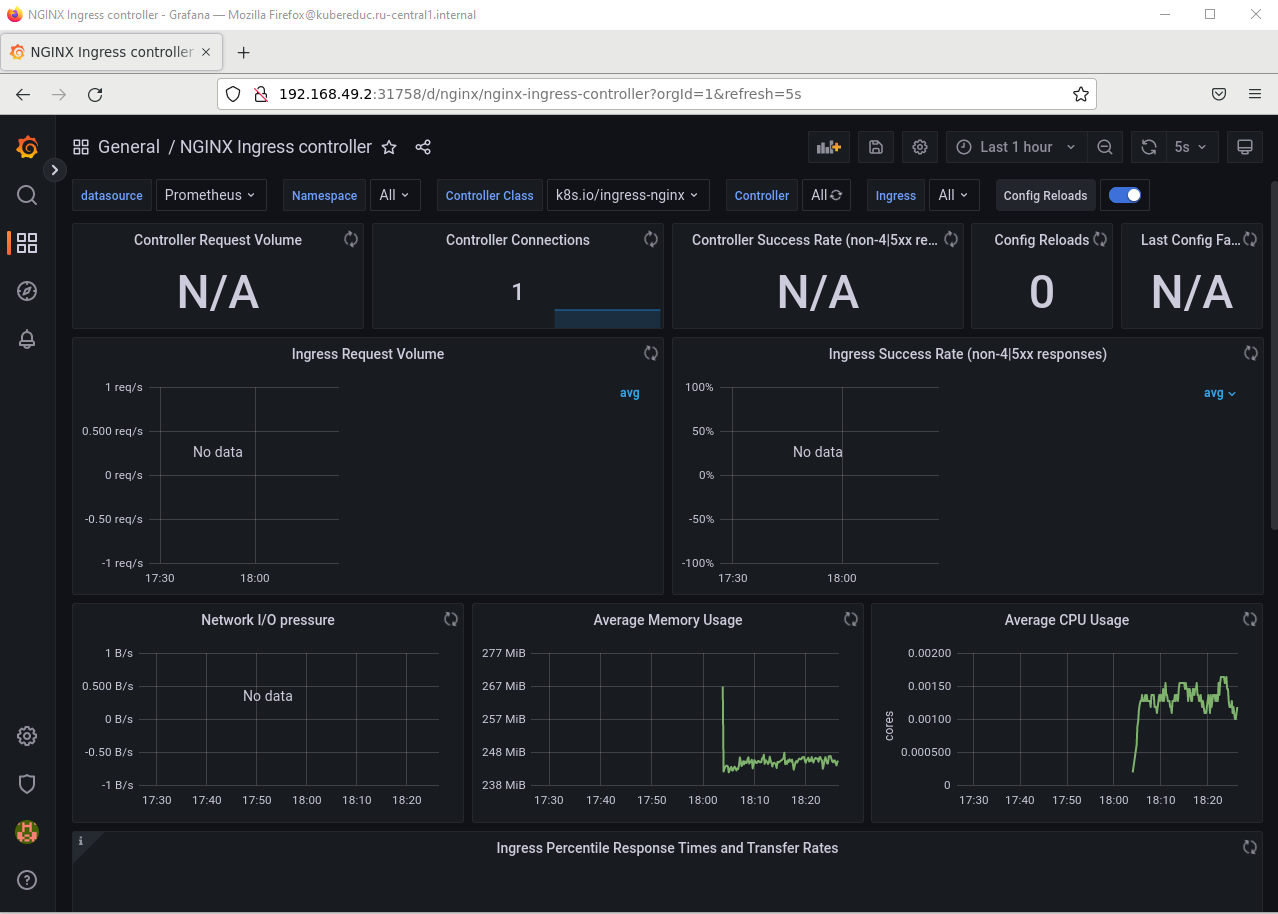 NGINX Ingress controller - Grafana — Mozilla Firefox@kubereduc.ru-central1.internal
NGINX Ingress controller
192.168.49.2:31758/d/nginx/nginx-ingress-controller?orgId=1&refresh=5s
General / NGINX Ingress controller
Last 1 hour
5s
datasource Prometheus Namespace All Controller Class k8s.io/ingress-nginx Controller All Ingress All Config Reloads
Controller Request Volume
N/A
Controller Connections
1
Controller Success Rate (non-4|5xx re...
N/A
Config Reloads
0
Last Config Fa...
N/A
Ingress Request Volume
avg
1 req/s
0.500 req/s
No data
0 req/s
-0.50 req/s
-1 req/s
17:30 18:00
Ingress Success Rate (non-4|5xx responses)
avg
100%
50%
No data
0%
-50%
-100%
17:30 18:00
Network I/O pressure
1 B/s
0.500 B/s
No data
0 B/s
-0.50 B/s
-1 B/s
17:30 17:40 17:50 18:00 18:10 18:20
Average Memory Usage
277 MiB
267 MiB
257 MiB
248 MiB
238 MiB
17:30 17:40 17:50 18:00 18:10 18:20
Average CPU Usage
cores
0.00200
0.00150
0.00100
0.000500
0
17:30 17:40 17:50 18:00 18:10 18:20
i
Ingress Percentile Response Times and Transfer Rates